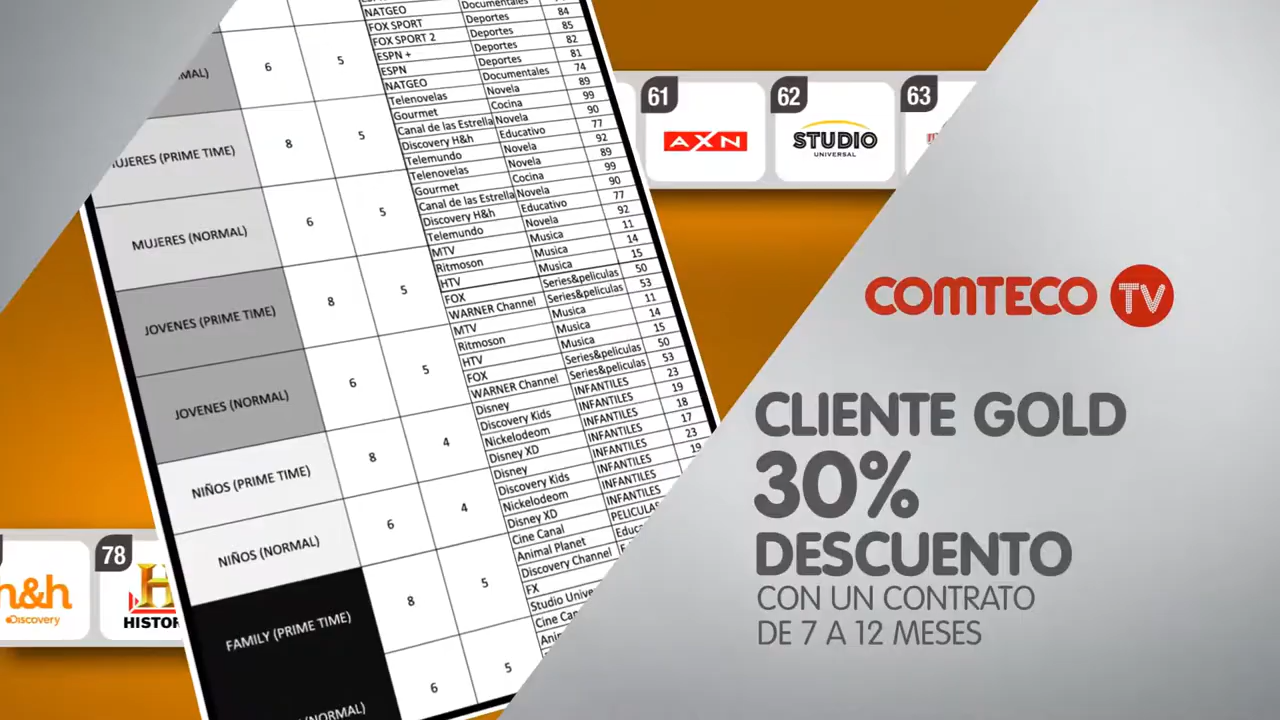 NATGEO Documentales
FOX SPORT Deportes 84
FOX SPORT 2 Deportes 85
6 5 ESPN + Deportes 82
ESPN Deportes 81
NATGEO Documentales 74
Telenovelas Novela 89
Gourmet Cocina 99
MUJERES (PRIME TIME) 8 5 Canal de las Estrella Novela 90
Discovery H&h Educativo 77
Telemundo Novela 92
Telenovelas Novela 89
Gourmet Cocina 99
MUJERES (NORMAL) 6 5 Canal de las Estrella Novela 90
Discovery H&h Educativo 77
Telemundo Novela 92
MTV Musica 11
Ritmoson Musica 14
JOVENES (PRIME TIME) 8 5 HTV Musica 15
FOX Series&peliculas 50
WARNER Channel Series&peliculas 53
MTV Musica 11
Ritmoson Musica 14
JOVENES (NORMAL) 6 5 HTV Musica 15
FOX Series&peliculas 50
WARNER Channel Series&peliculas 53
Disney INFANTILES 23
NIÑOS (PRIME TIME) 8 4 Discovery Kids INFANTILES 19
Nickelodeom INFANTILES 18
Disney XD INFANTILES 17
Disney INFANTILES 23
NIÑOS (NORMAL) 6 4 Discovery Kids INFANTILES 19
Nickelodeom INFANTILES
Disney XD INFANTILES
Cine Canal PELICULAS
Animal Planet
FAMILY (PRIME TIME) 8 5 Discovery Channel
FX
Studio
Cine
6 5
61
AXN
62
STUDIO
UNIVERSAL
63
h&h
Discovery
78
H
COMTECO TV
CLIENTE GOLD
30%
DESCUENTO
CON UN CONTRATO
DE 7 A 12 MESES